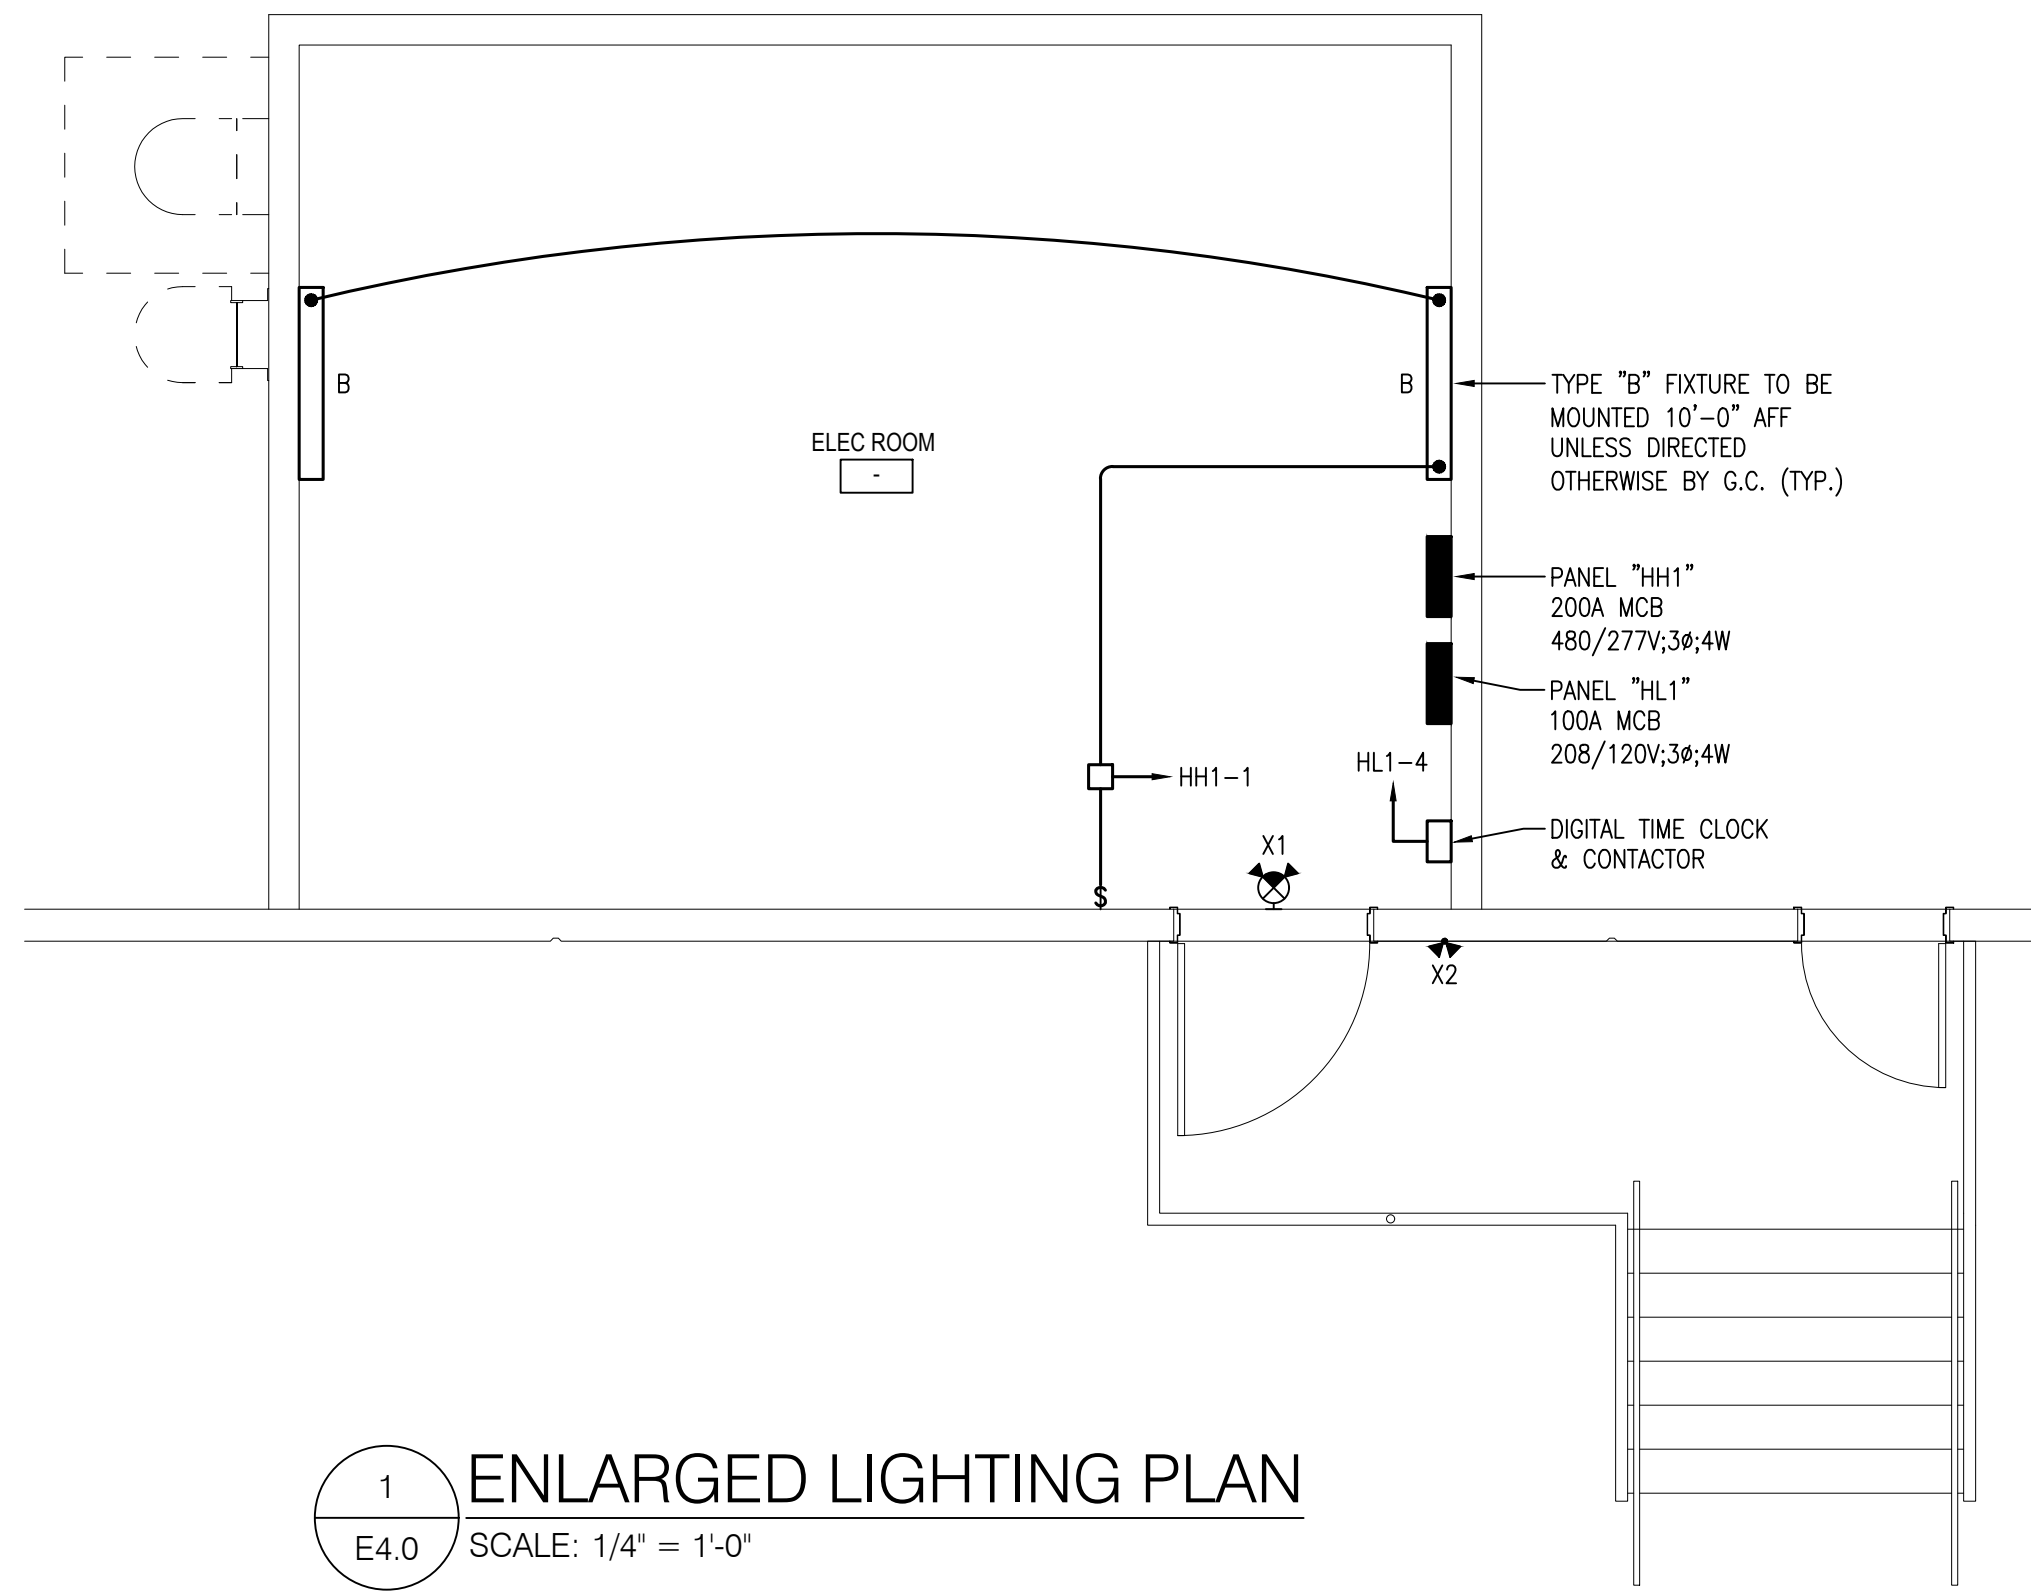 B
B
TYPE "B" FIXTURE TO BE
MOUNTED 10'-0" AFF
UNLESS DIRECTED
OTHERWISE BY G.C. (TYP.)
ELEC ROOM
-
PANEL "HH1"
200A MCB
480/277V;3ø;4W
PANEL "HL1"
100A MCB
208/120V;3ø;4W
HL1-4
HH1-1
DIGITAL TIME CLOCK
& CONTACTOR
X1
$
X2
1
E4.0
ENLARGED LIGHTING PLAN
SCALE: 1/4" = 1'-0"